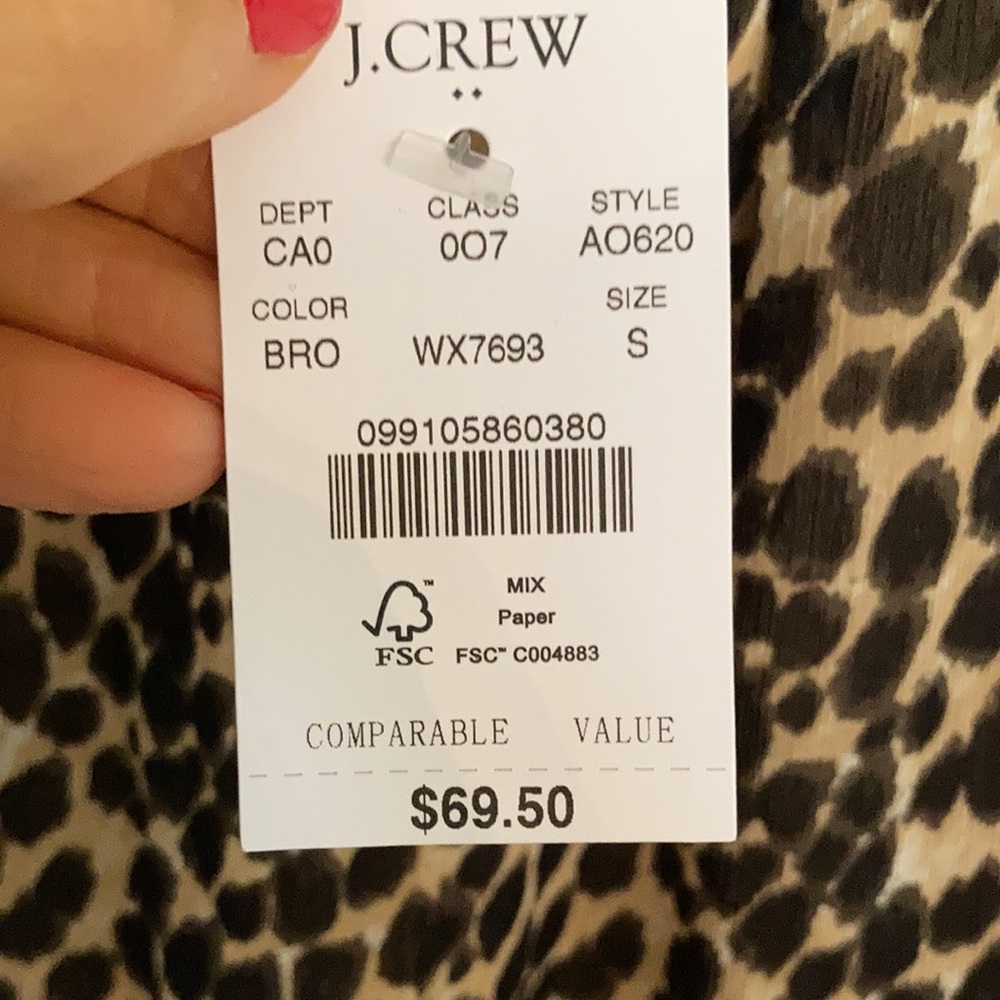 J.CREW
DEPT CLASS STYLE
CA0 007 AO620
COLOR SIZE
BRO WX7693 S
099105860380
MIX
Paper
FSC FSC™ C004883
COMPARABLE VALUE
$69.50